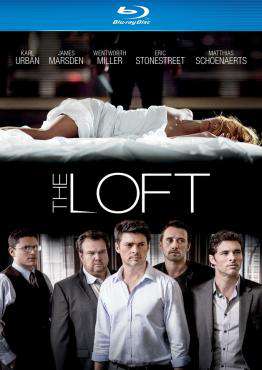 Blu-ray Disc
KARL JAMES WENTWORTH ERIC MATTHIAS
URBAN MARSDEN MILLER STONESTREET SCHOENAERTS
THE LOFT